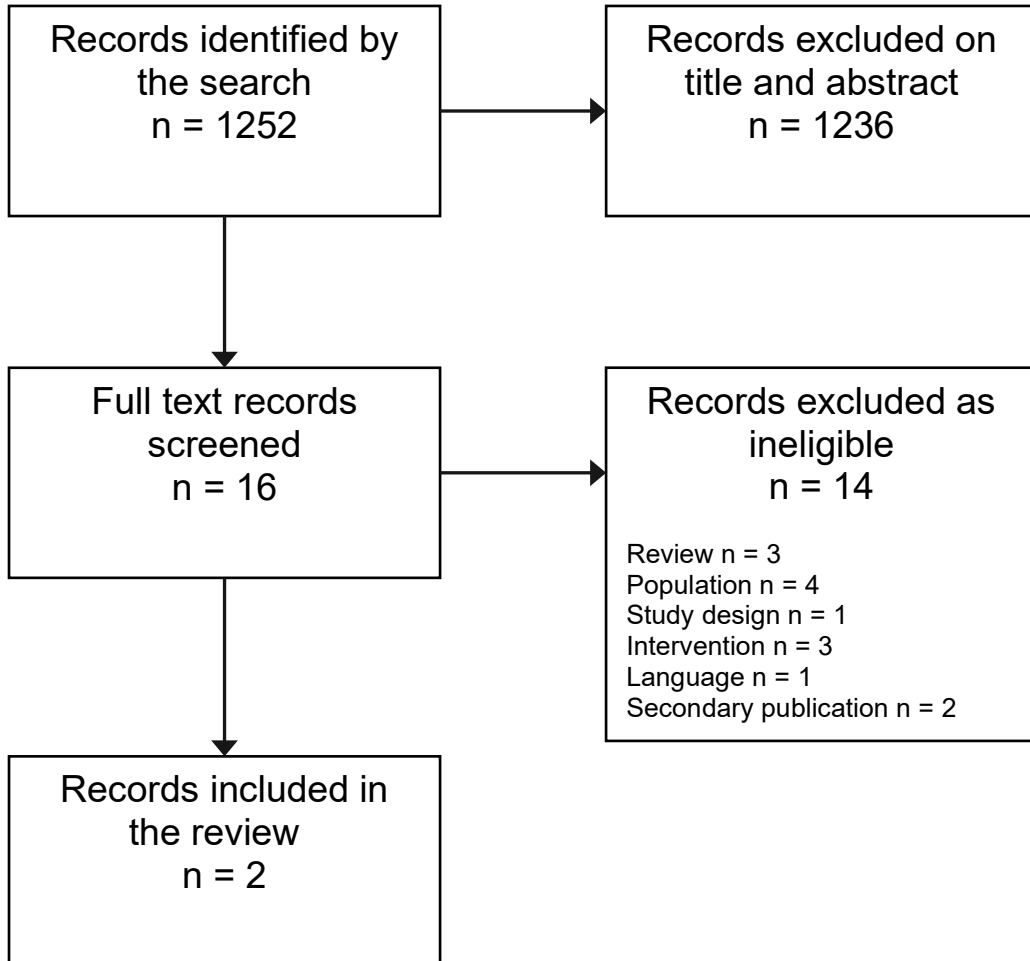 Records identified by
the search
n = 1252
Records excluded on
title and abstract
n = 1236
Full text records
screened
n = 16
Records excluded as
ineligible
n = 14
Review n = 3
Population n = 4
Study design n = 1
Intervention n = 3
Language n = 1
Secondary publication n = 2
Records included in
the review
n = 2